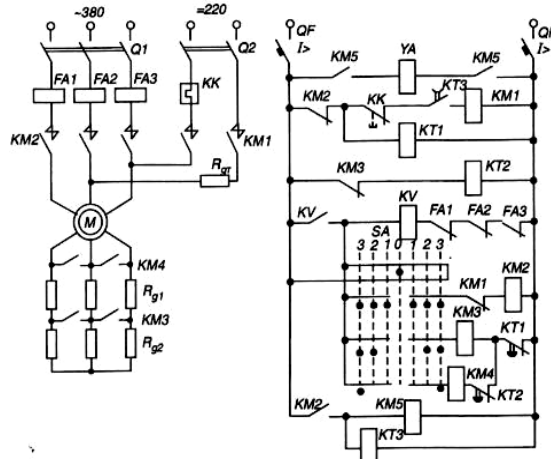 ~380
=220
QF
QF
I>
I>
Q1
Q2
YA
KM5
KM5
FA1
FA2
FA3
KK
KM2
KK
KT3
KM1
KM2
KM1
KT1
Rgт
KM3
KT2
M
KV
KV
FA1
FA2
FA3
SA
3 2 1 0 1 2 3
KM4
KM1
KM2
Rg1
KM3
KT1
KM3
KM4
Rg2
KT2
KM2
KM5
KT3